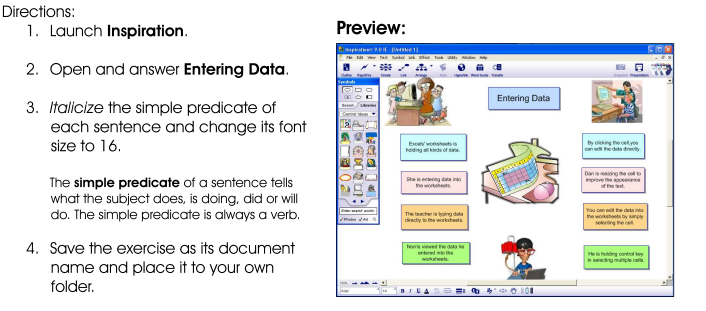 Directions:
1. Launch Inspiration.
2. Open and answer Entering Data.
3. Italicize the simple predicate of
each sentence and change its font
size to 16.
The simple predicate of a sentence tells
what the subject does, is doing, did or will
do. The simple predicate is always a verb.
4. Save the exercise as its document
name and place it to your own
folder.
Preview:
Inspiration® 9.0 IE - [Untitled 1]
File Edit View Text Symbol Link Effect Tools Utility Window Help
Outline RapidFire Create Link Arrange Note Hyperlink Word Guide Transfer Presentation
Symbols
Search Libraries
Photos Art
Entering Data
Excels' worksheets is
holding all kinds of data.
By clicking the cell,you
can edit the data directly.
She is entering data into
the worksheets.
Dan is resizing the cell to
improve the appearance
of the text.
The teacher is typing data
directly to the worksheets.
You can edit the data into
the worksheets by simply
selecting the cell.
Norris viewed the data he
entered into the
worksheets.
He is holding control key
in selecting multiple cells.
Arial 14 B I U A